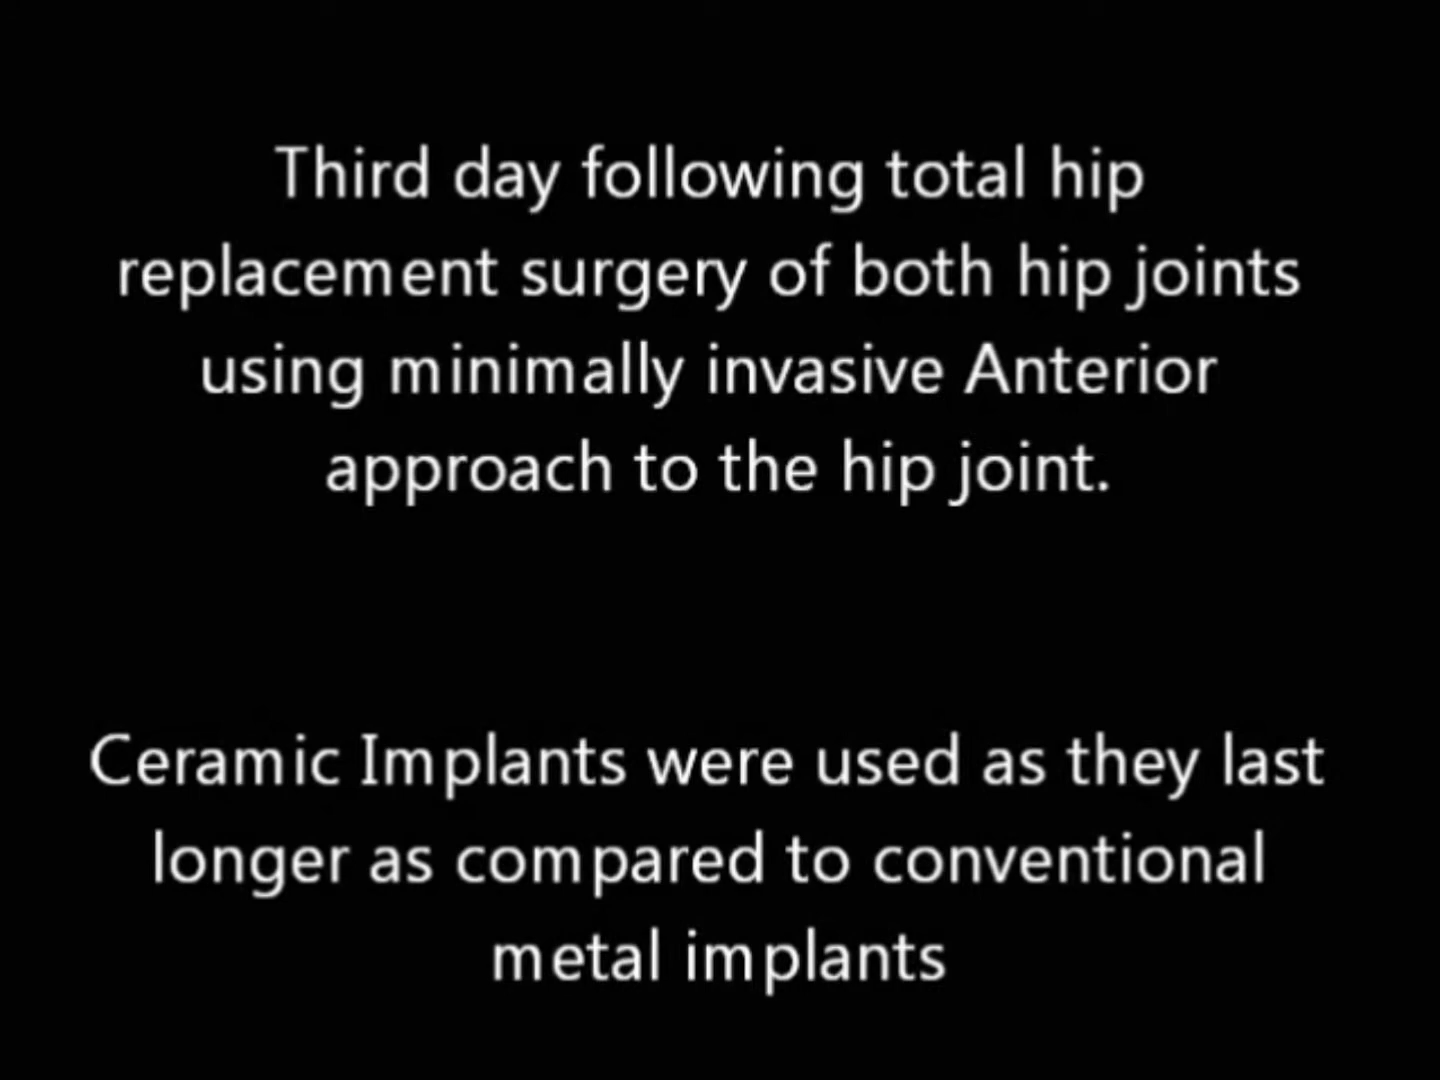 Third day following total hip
replacement surgery of both hip joints
using minimally invasive Anterior
approach to the hip joint.
Ceramic Implants were used as they last
longer as compared to conventional
metal implants